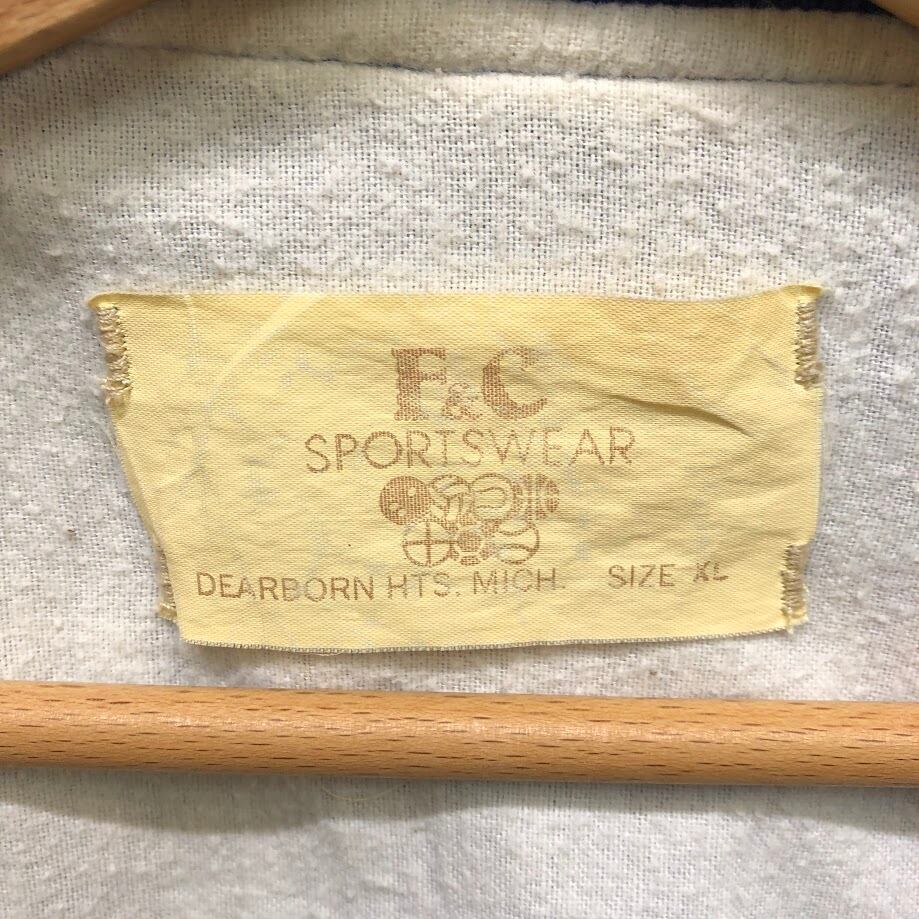 F&C
SPORTSWEAR
DEARBORN HTS. MICH. SIZE XL